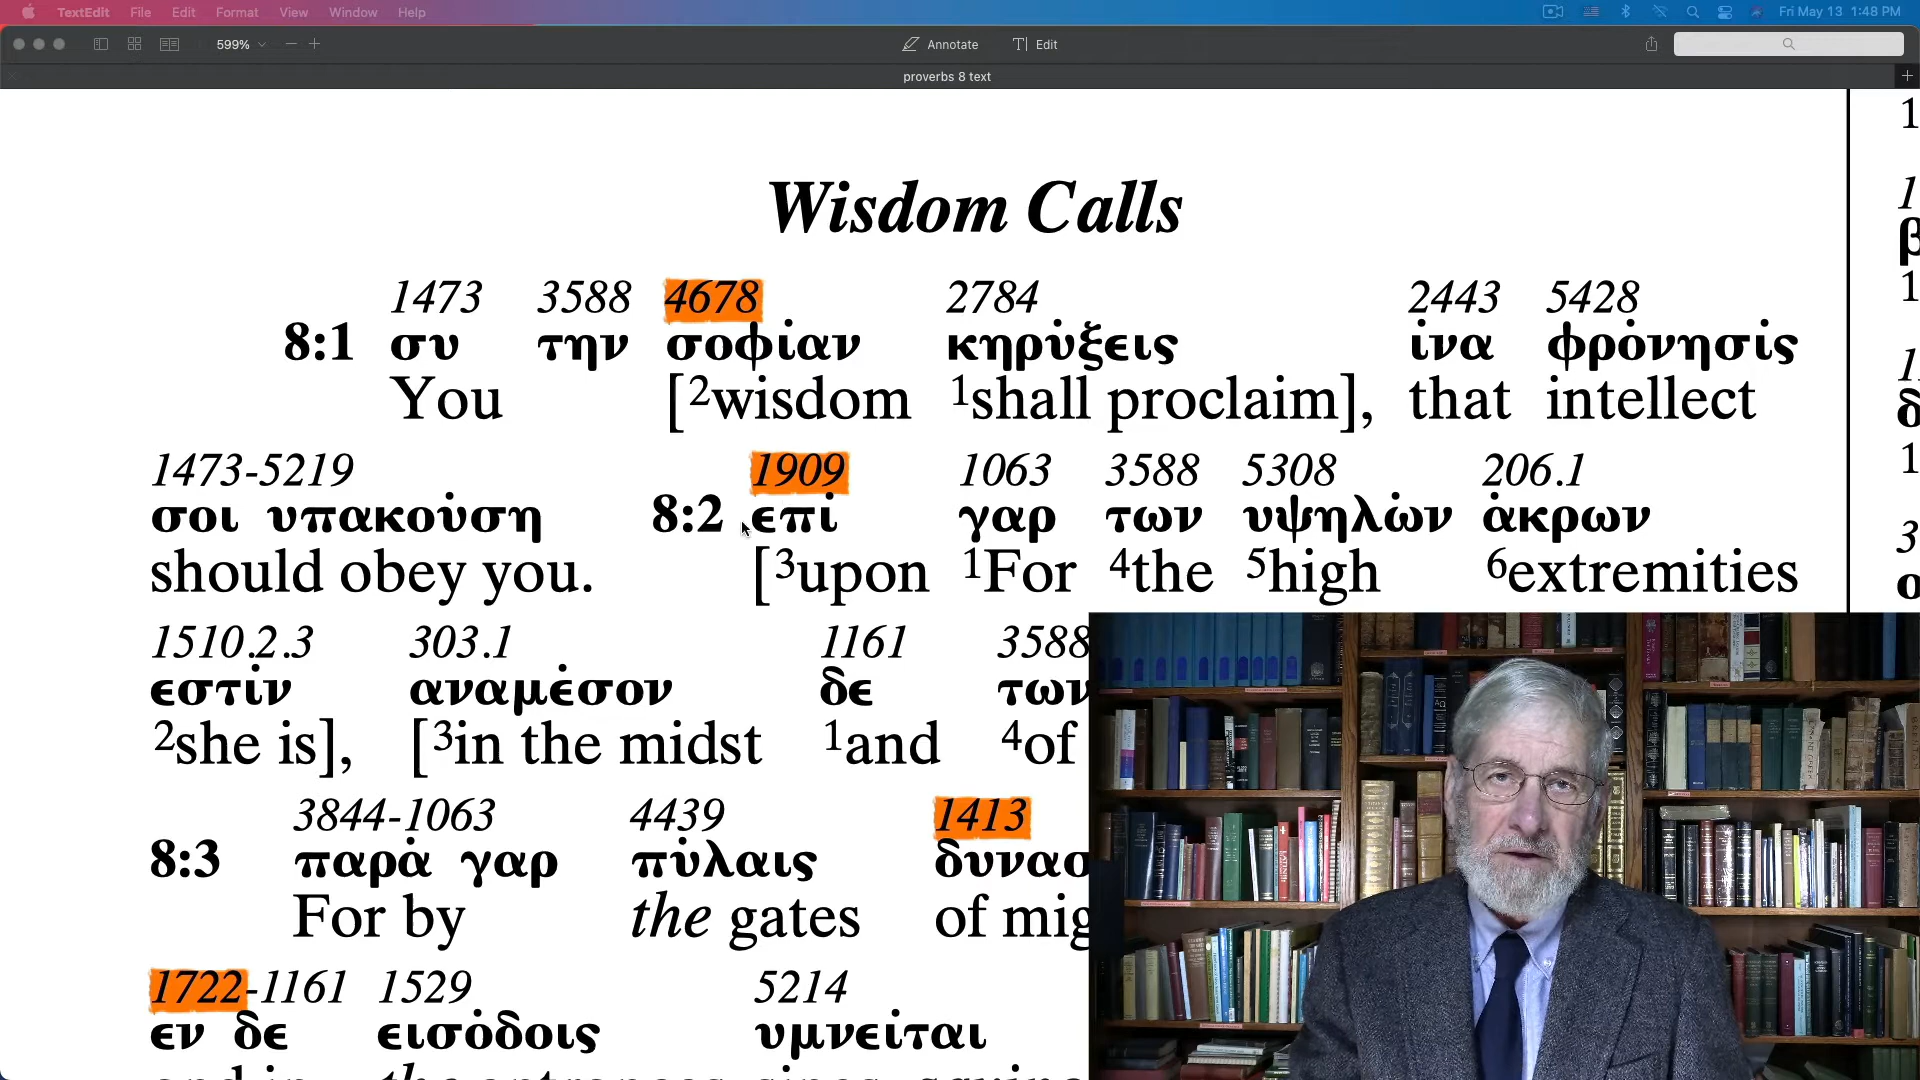 TextEdit File Edit Format View Window Help Fri May 13 1:48 PM
599% Annotate Edit
proverbs 8 text
Wisdom Calls
1473 3588 4678 2784 2443 5428
8:1 συ την σοφίαν κηρύξεις ίνα φρόνησίς
You [²wisdom ¹shall proclaim], that intellect
1473-5219 1909 1063 3588 5308 206.1
σοι υπακούση 8:2 επί γαρ των υψηλών άκρων
should obey you. [³upon ¹For ⁴the ⁵high ⁶extremities
1510.2.3 303.1 1161 3588
εστίν αναμέσον δε των
²she is], [³in the midst ¹and ⁴of
3844-1063 4439 1413
8:3 παρά γαρ πύλαις δυνασ
For by the gates of mig
1722-1161 1529 5214
εν δε εισόδοις υμνείται